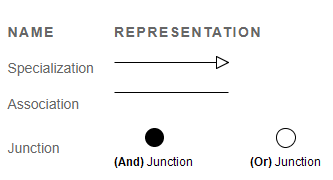 NAME REPRESENTATION
Specialization
Association
Junction
(And) Junction (Or) Junction